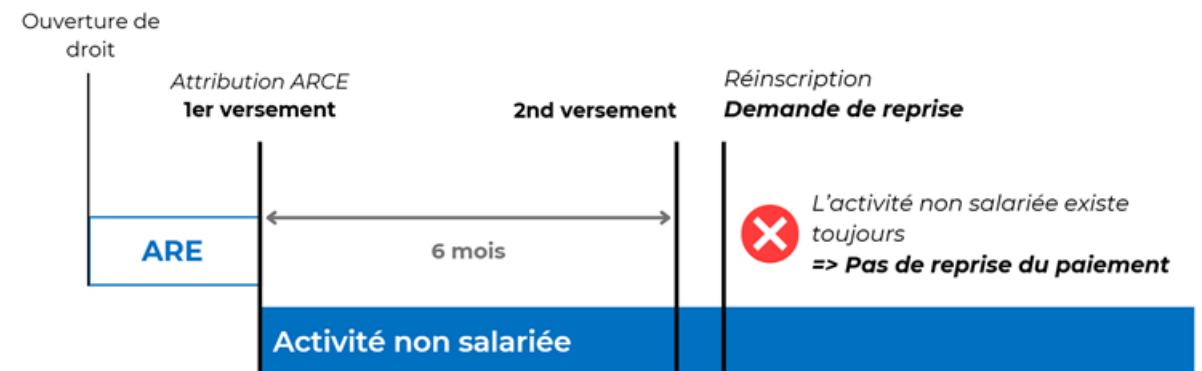 Ouverture de
droit
Attribution ARCE
1er versement
2nd versement
Réinscription
Demande de reprise
ARE
6 mois
L'activité non salariée existe
toujours
=> Pas de reprise du paiement
Activité non salariée